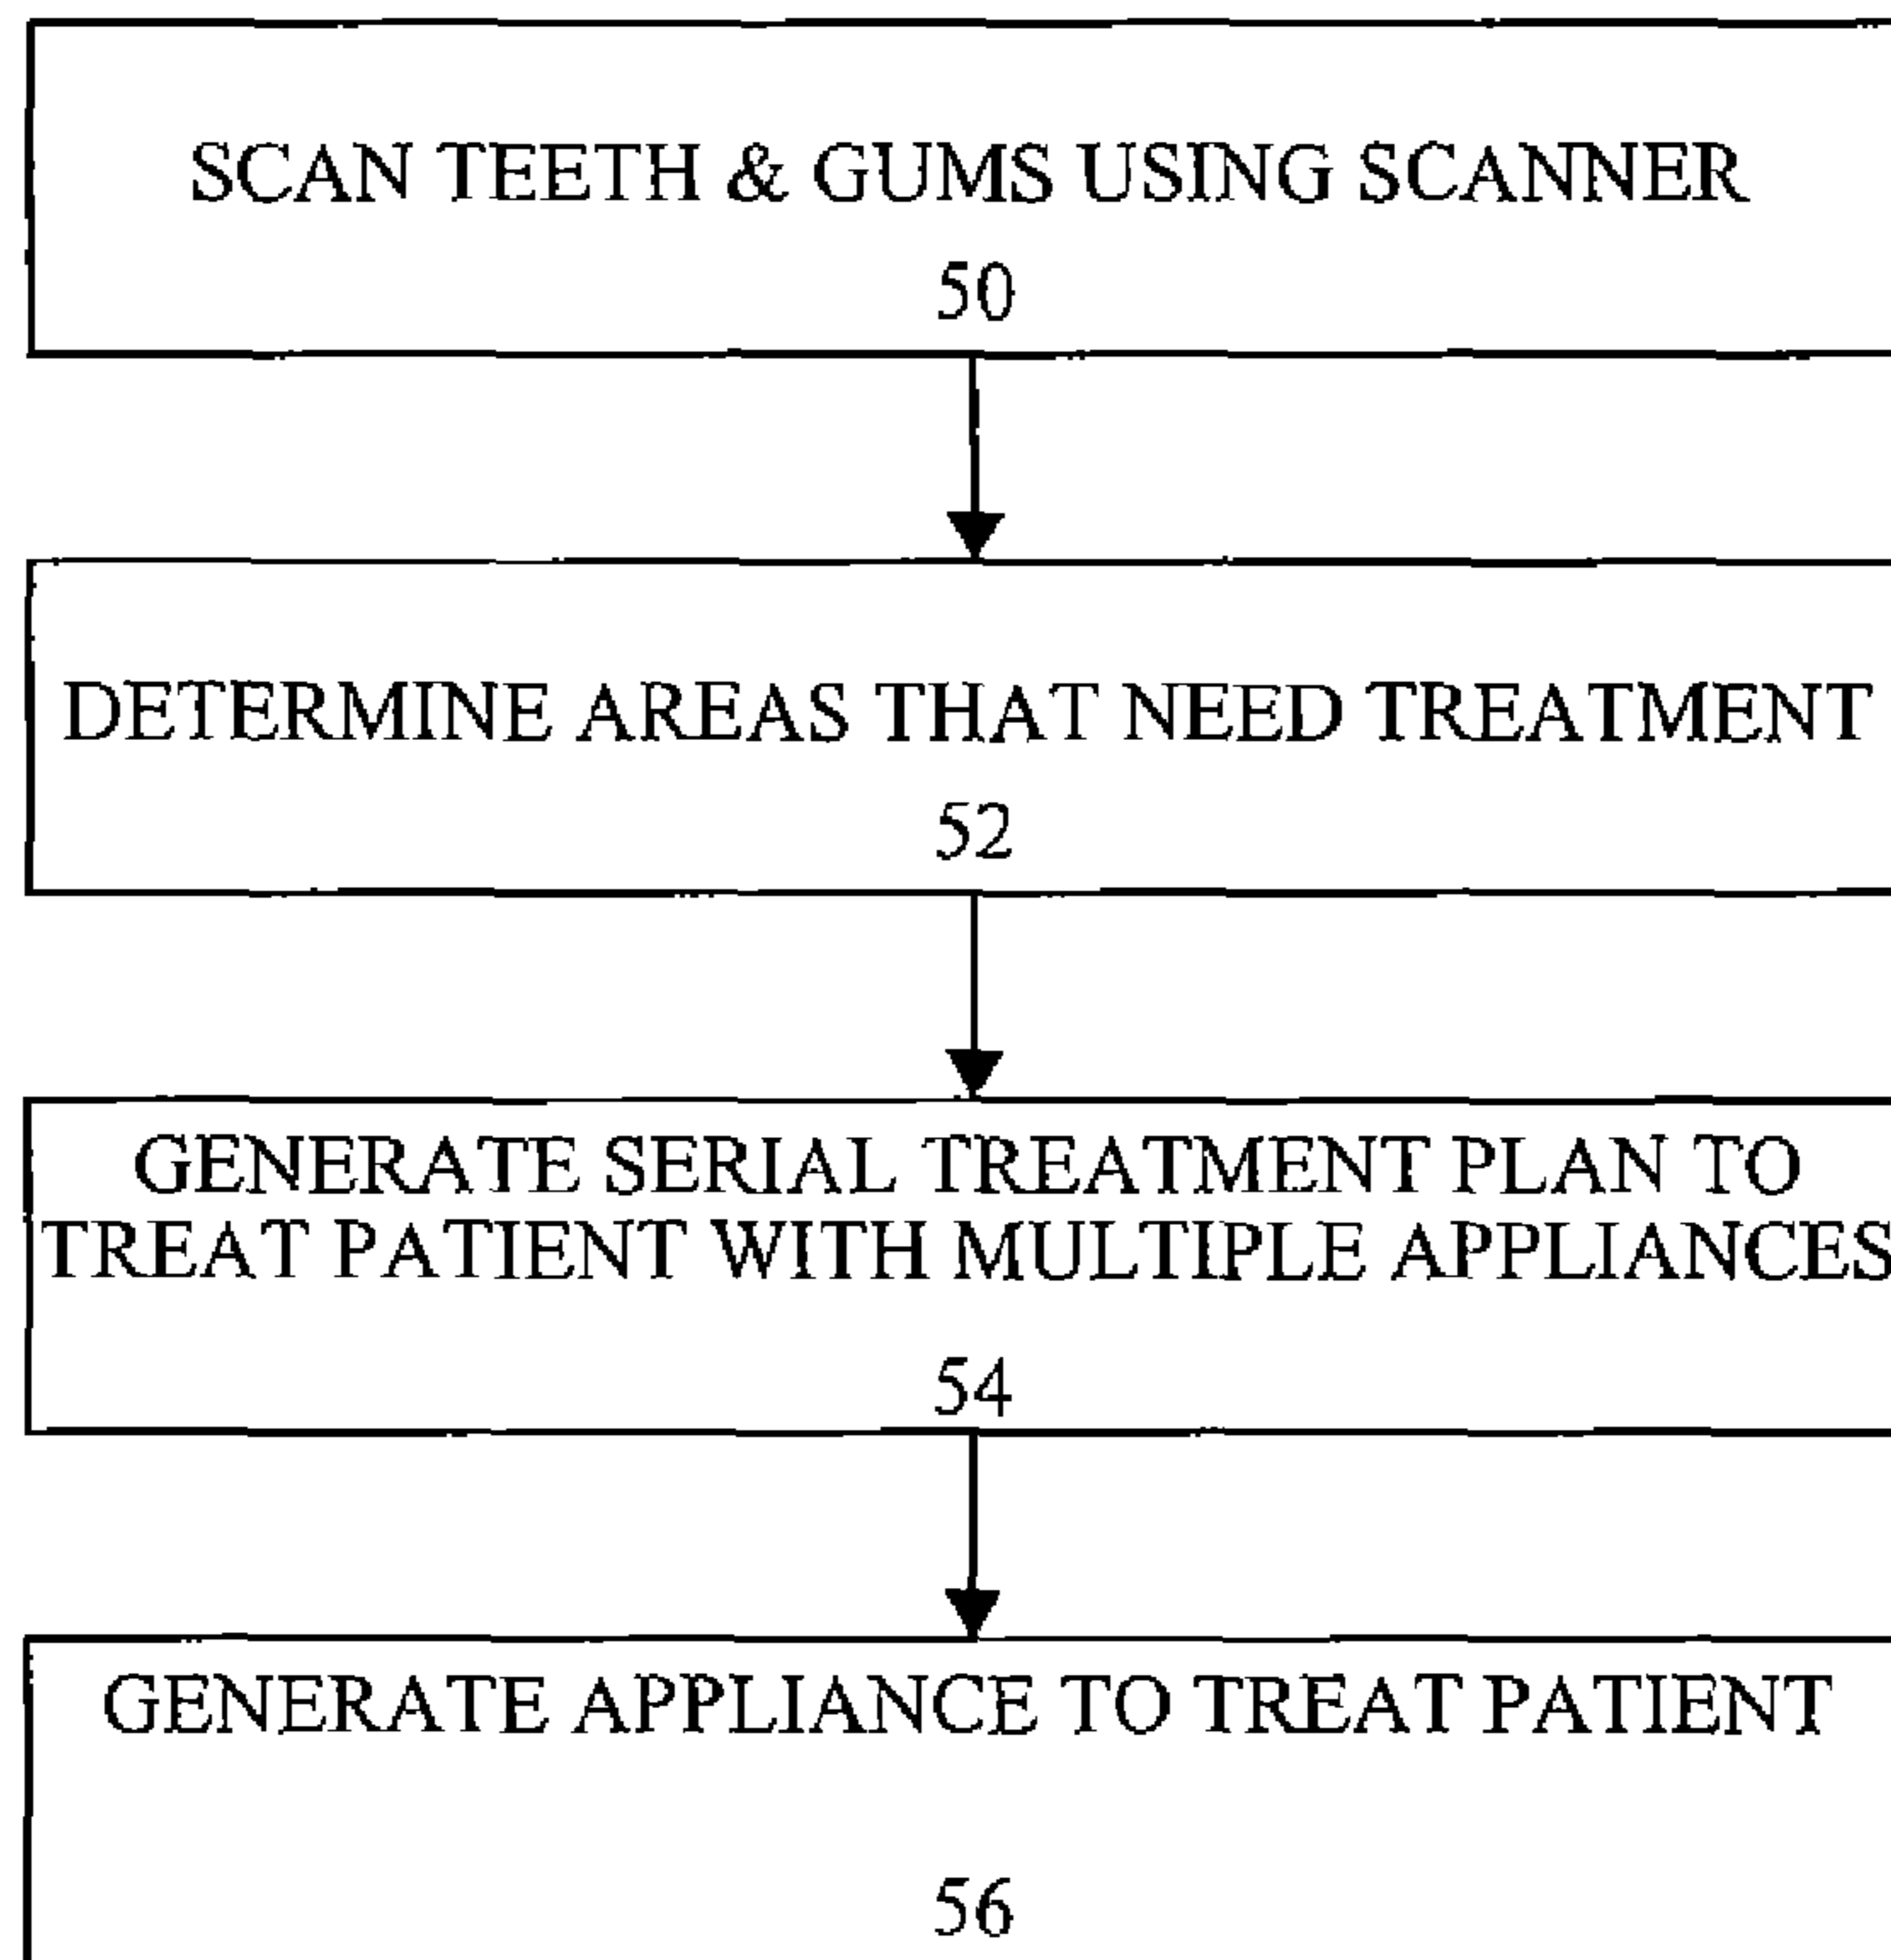 SCAN TEETH & GUMS USING SCANNER
50
DETERMINE AREAS THAT NEED TREATMENT
52
GENERATE SERIAL TREATMENT PLAN TO
TREAT PATIENT WITH MULTIPLE APPLIANCES
54
GENERATE APPLIANCE TO TREAT PATIENT
56